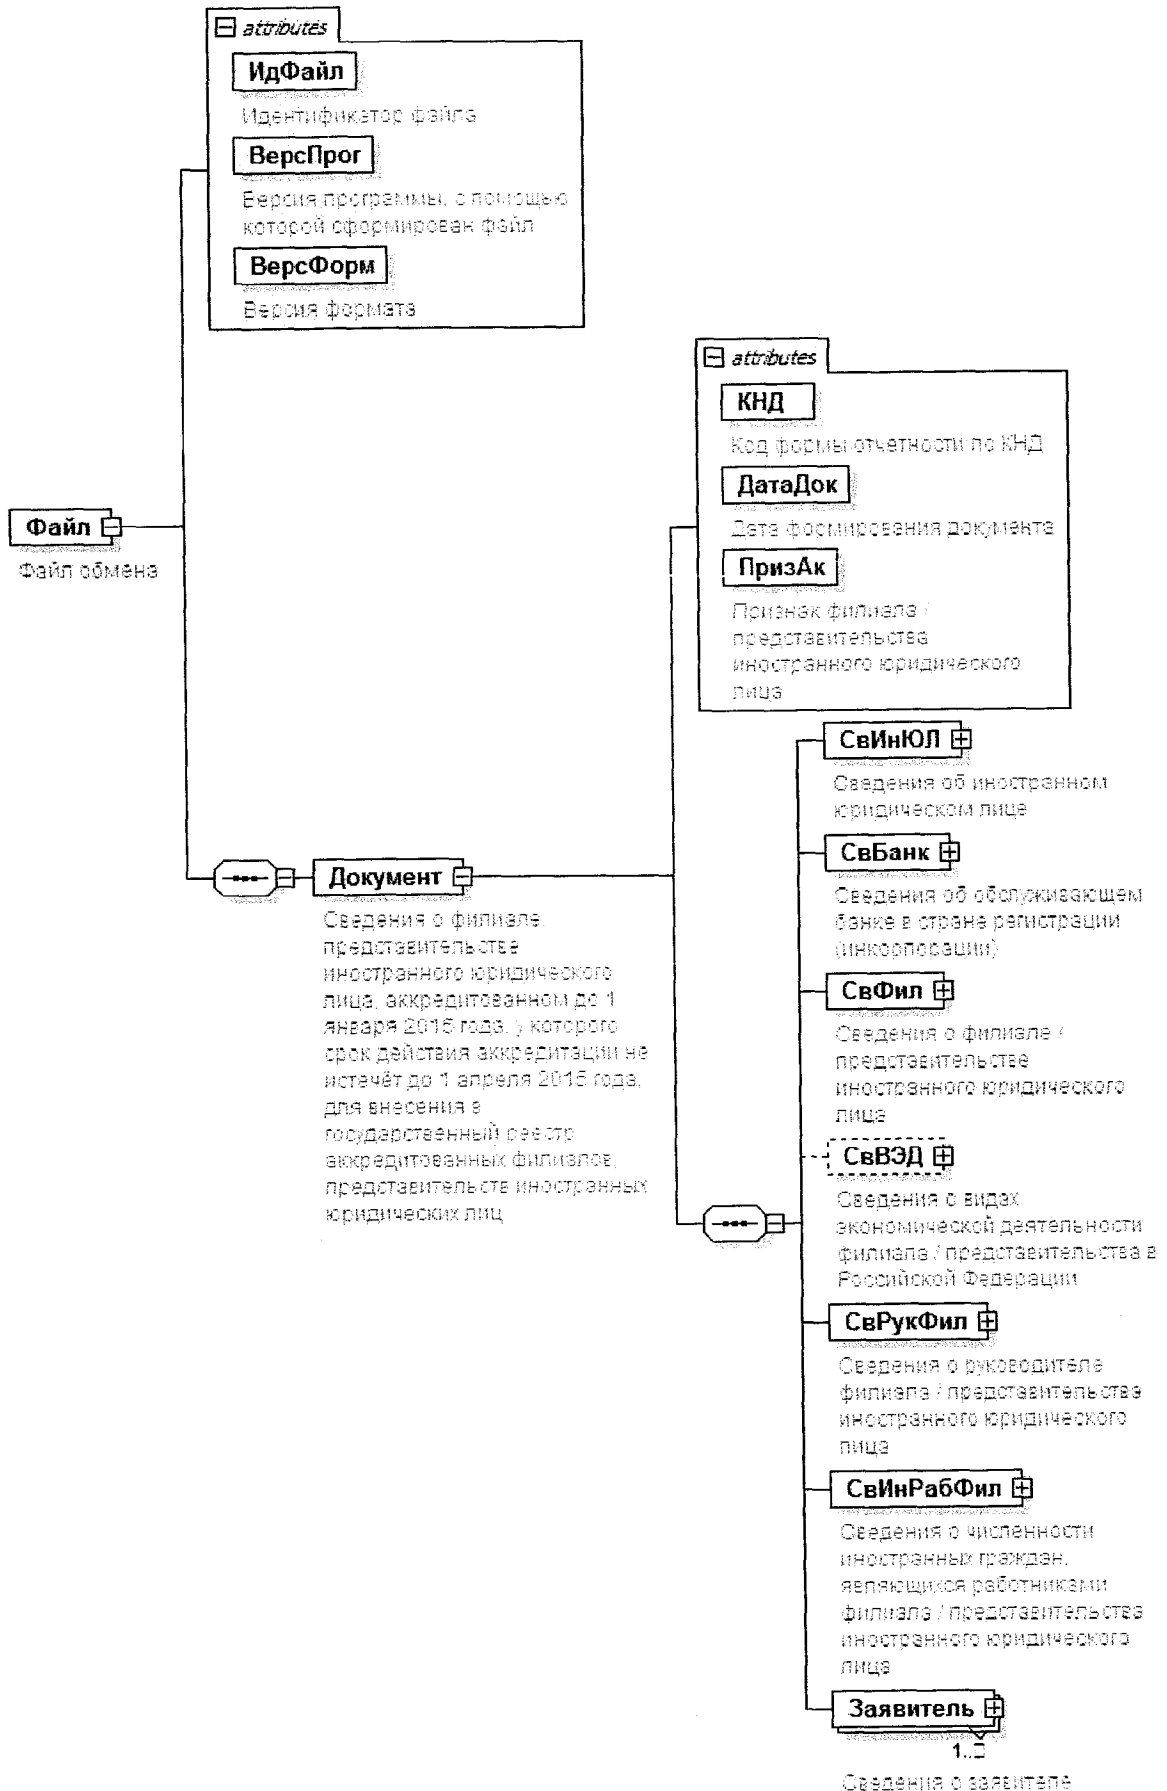 attributes
ИдФайл
Идентификатор файла
ВерсПрог
Версия программы, с помощью
которой сформирован файл
ВерсФорм
Версия формата
attributes
КНД
Код формы отчетности по КНД
ДатаДок
Дата формирования документа
ПризАк
Признак филиала /
представительства
иностранного юридического
лица
Файл
Файл обмена
Документ
Сведения о филиале,
представительстве
иностранного юридического
лица, аккредитованном до 1
января 2015 года, у которого
срок действия аккредитации не
истечёт до 1 апреля 2015 года,
для внесения в
государственный реестр
аккредитованных филиалов,
представительств иностранных
юридических лиц
СвИнЮЛ
Сведения об иностранном
юридическом лице
СвБанк
Сведения об обслуживающем
банке в стране регистрации
(инкорпорации)
СвФил
Сведения о филиале /
представительстве
иностранного юридического
лица
СвВЭД
Сведения о видах
экономической деятельности
филиала / представительства в
Российской Федерации
СвРукФил
Сведения о руководителе
филиала / представительства
иностранного юридического
лица
СвИнРабФил
Сведения о численности
иностранных граждан,
являющихся работниками
филиала / представительства
иностранного юридического
лица
Заявитель
1..
Сведения о заявителе